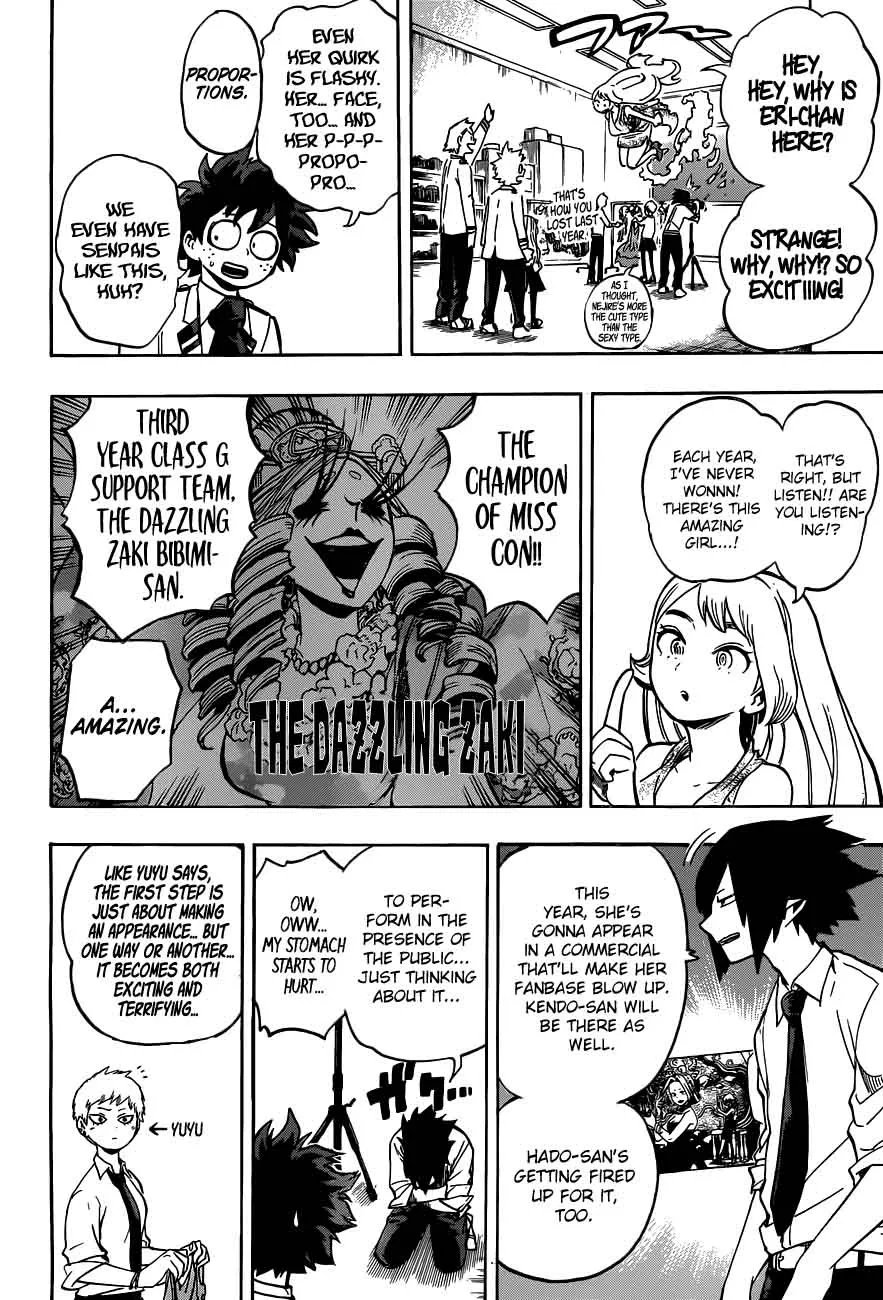 HEY,
HEY, WHY IS
ERI-CHAN
HERE?
STRANGE!
WHY, WHY!? SO
EXCITIIING!
ファァ—
THAT'S
HOW YOU
LOST LAST
YEAR.
AS I
THOUGHT,
NEJIRE'S MORE
THE CUTE TYPE
THAN THE
SEXY TYPE.
EVEN
HER QUIRK
IS FLASHY.
HER... FACE,
TOO... AND
HER P-P-P-
PROPO-
PRO...
PROPOR-
TIONS.
WE
EVEN HAVE
SENPAIS
LIKE THIS,
HUH?
THAT'S
RIGHT, BUT
LISTEN!! ARE
YOU LISTEN-
ING!?
EACH YEAR,
I'VE NEVER
WONNN!
THERE'S THIS
AMAZING
GIRL...!
THE
CHAMPION
OF MISS
CON!!
THIRD
YEAR CLASS G
SUPPORT TEAM,
THE DAZZLING
ZAKI BIBIMI-
SAN.
THE DAZZLING ZAKI
A...
AMAZING.
THIS
YEAR, SHE'S
GONNA APPEAR
IN A COMMERCIAL
THAT'LL MAKE HER
FANBASE BLOW UP.
KENDO-SAN WILL
BE THERE AS
WELL.
HADO-SAN'S
GETTING FIRED
UP FOR IT,
TOO.
TO PER-
FORM IN THE
PRESENCE OF
THE PUBLIC...
JUST THINKING
ABOUT IT...
OW,
OWW...
MY STOMACH
STARTS TO
HURT...
ガク...
LIKE YUYU SAYS,
THE FIRST STEP IS
JUST ABOUT MAKING
AN APPEARANCE... BUT
ONE WAY OR ANOTHER...
IT BECOMES BOTH
EXCITING AND
TERRIFYING...
← YUYU